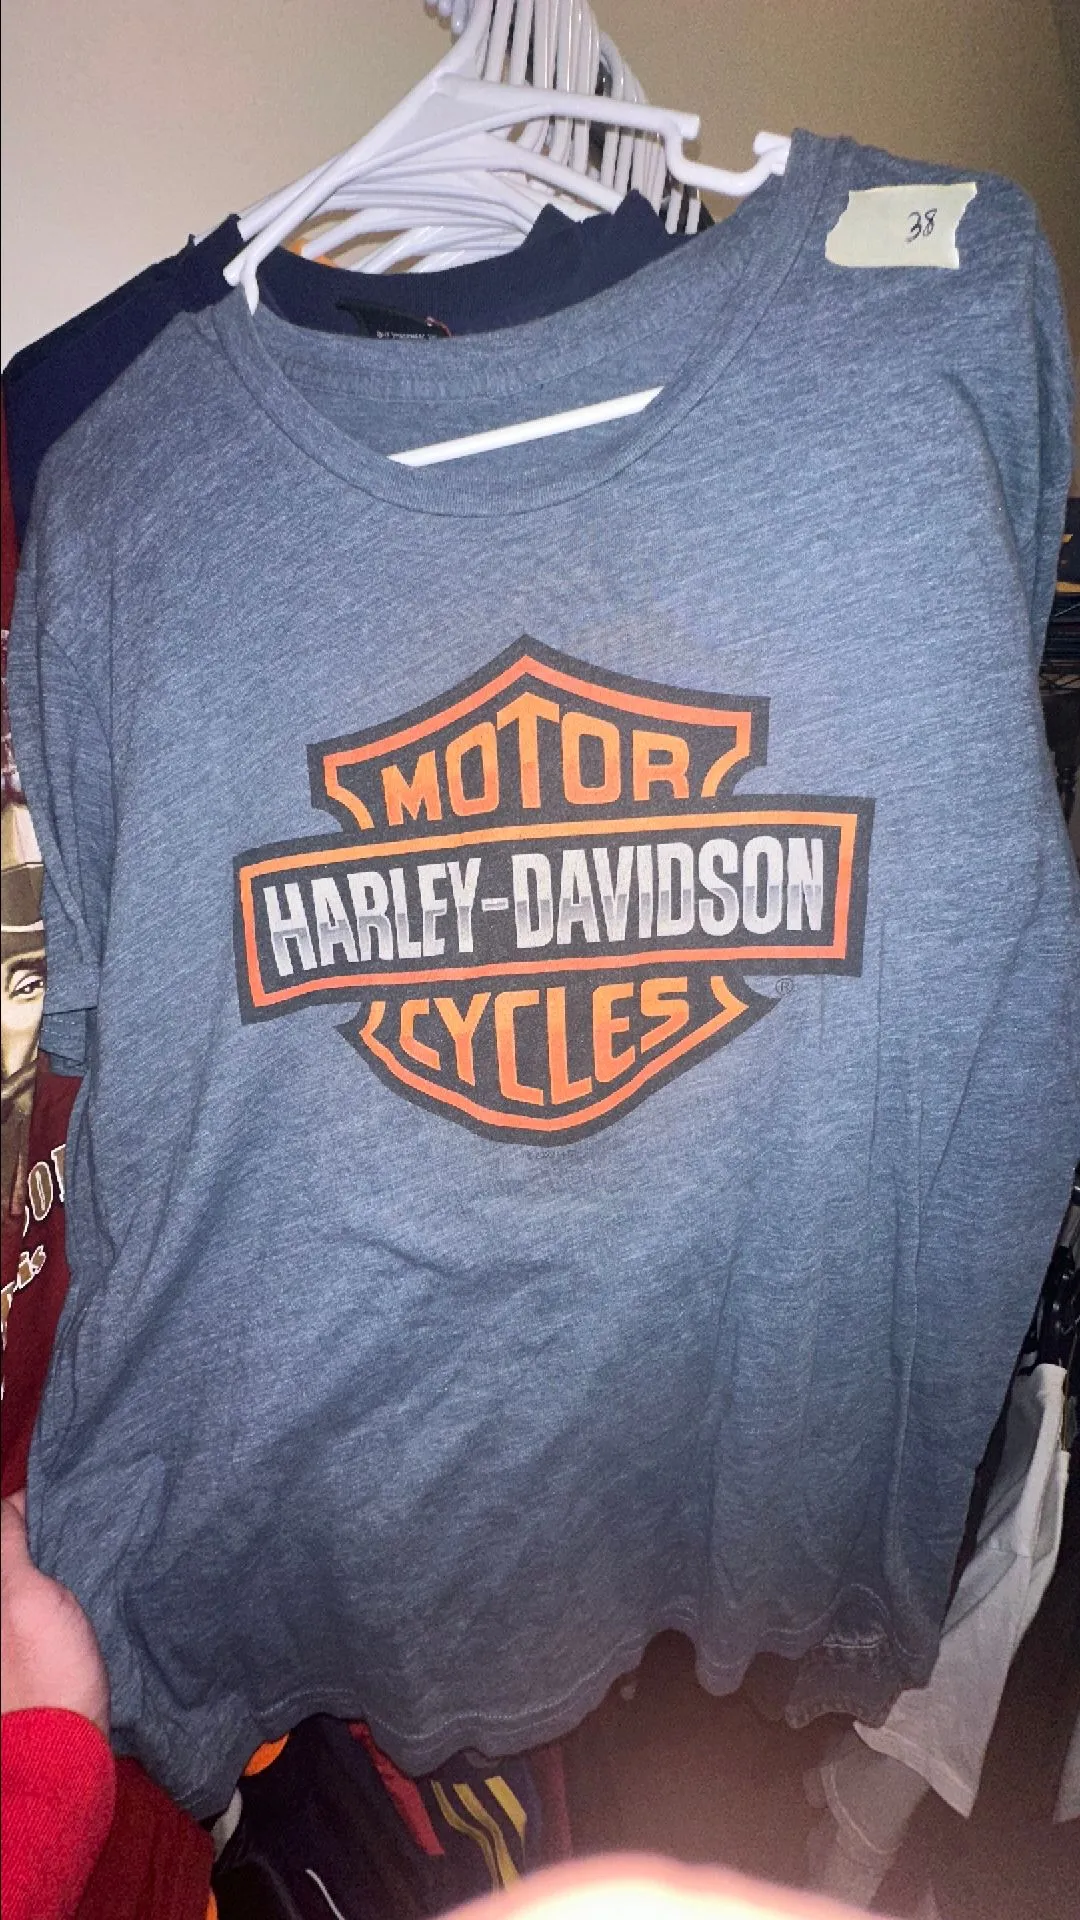 38
MOTOR
HARLEY-DAVIDSON
CYCLES
®